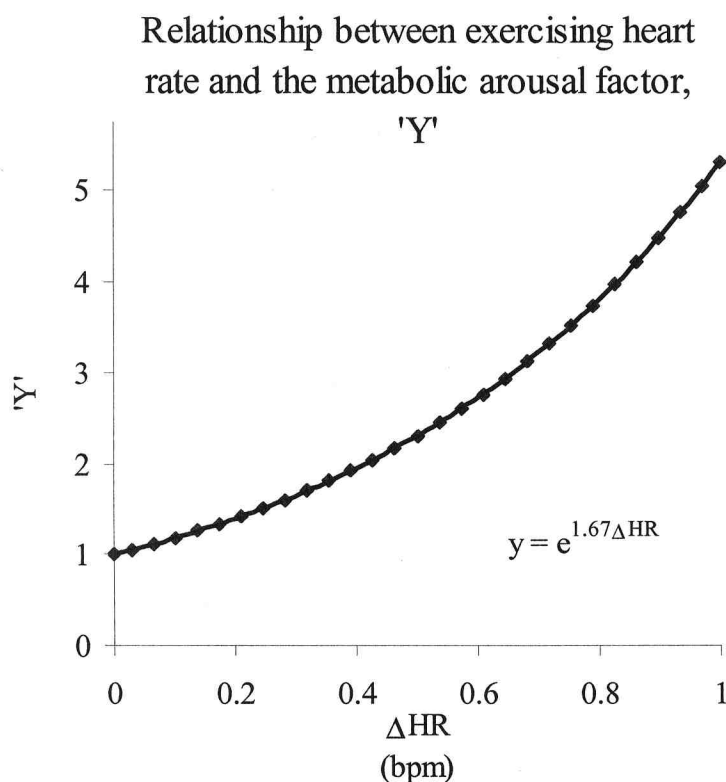 Relationship between exercising heart
rate and the metabolic arousal factor,
'Y'
5
4
3
2
1
0
'Y'
y = e^1.67ΔHR
0 0.2 0.4 0.6 0.8 1
ΔHR
(bpm)